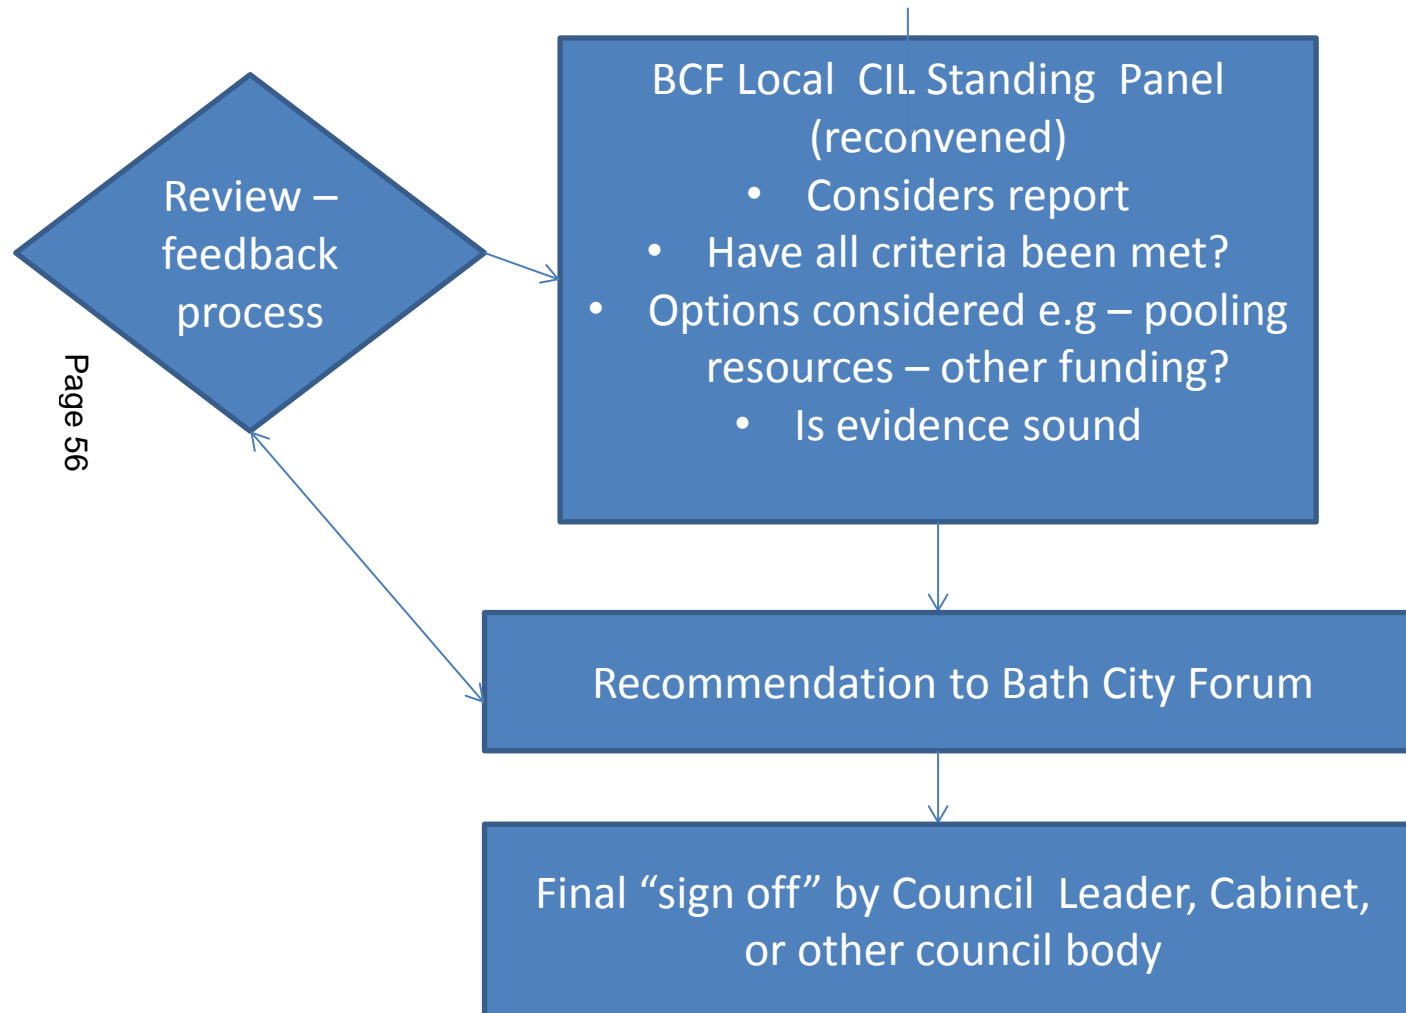 BCF Local CIL Standing Panel
(reconvened)
• Considers report
• Have all criteria been met?
• Options considered e.g – pooling
resources – other funding?
• Is evidence sound
Review –
feedback
process
Page 56
Recommendation to Bath City Forum
Final “sign off” by Council Leader, Cabinet,
or other council body